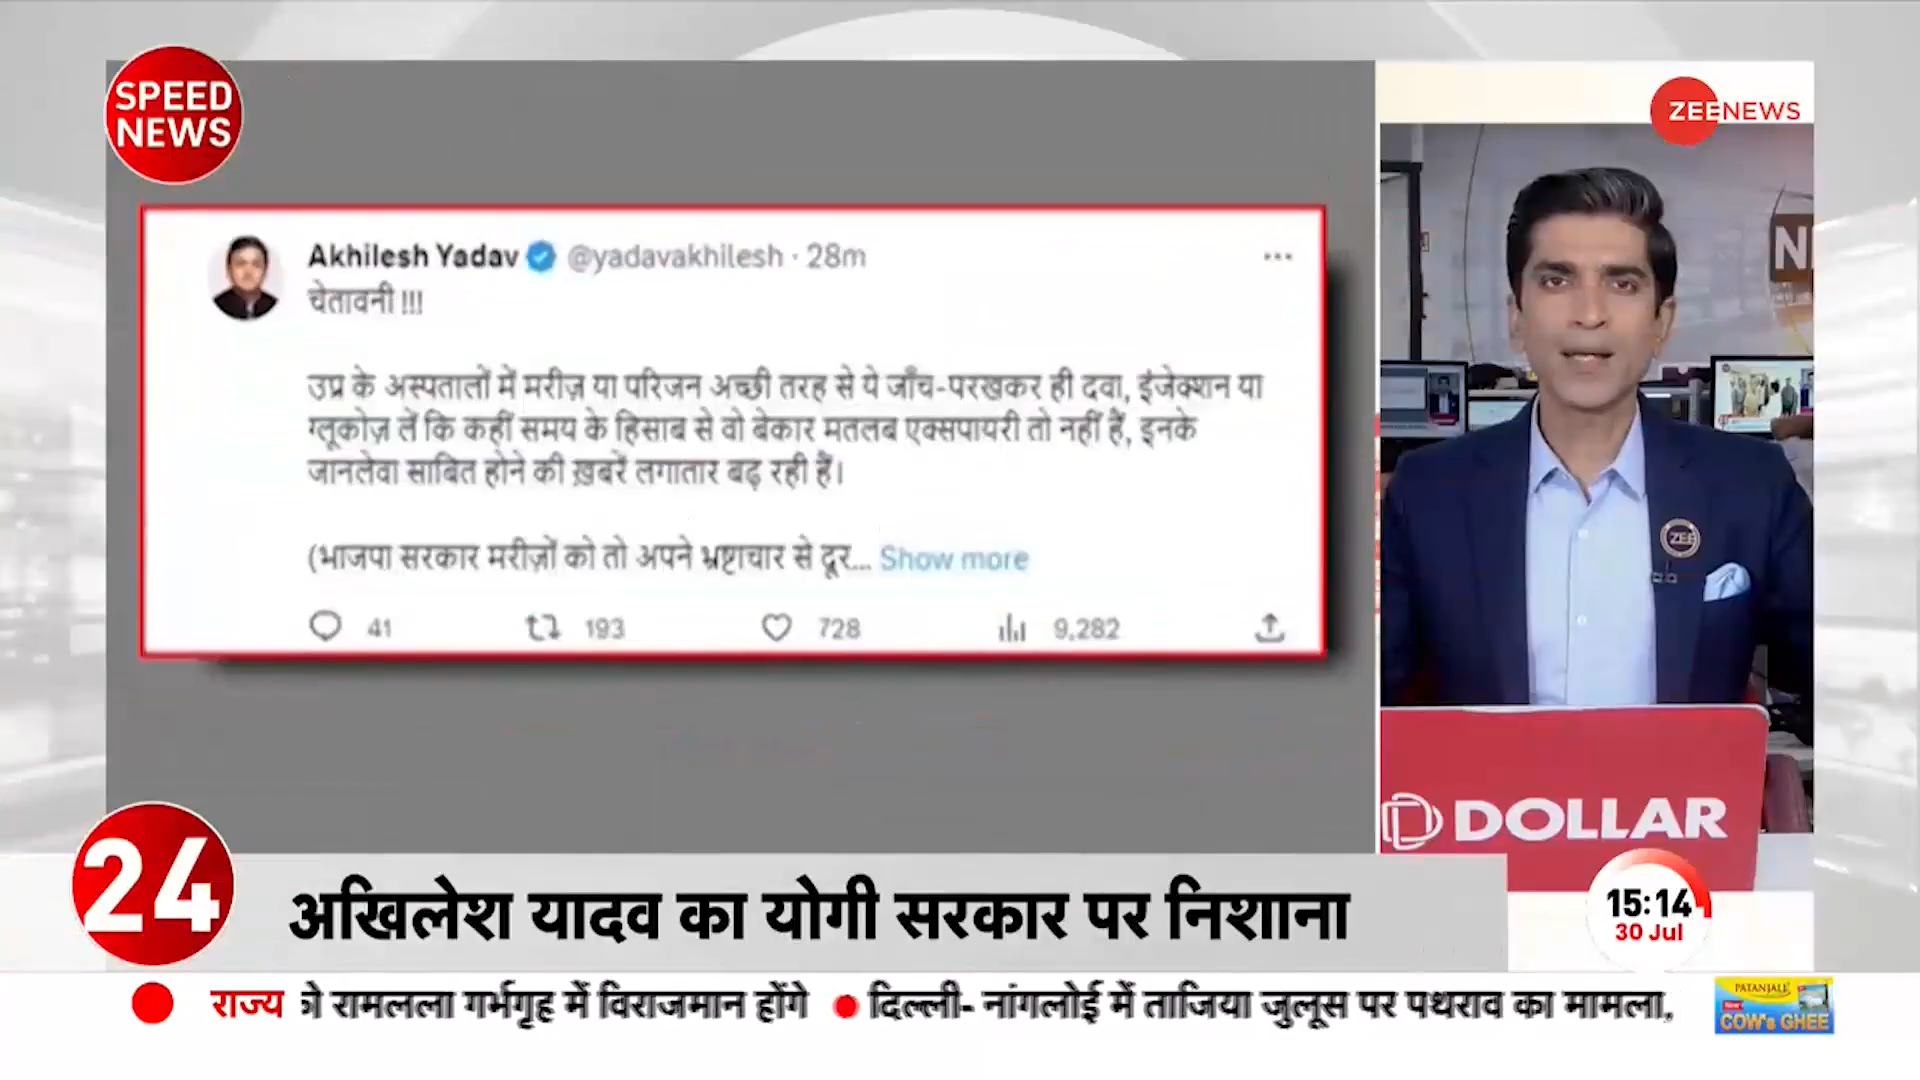 SPEED
NEWS
ZEENEWS
Akhilesh Yadav @yadavakhilesh · 28m
चेतावनी !!!
उप्र के अस्पतालों में मरीज़ या परिजन अच्छी तरह से ये जाँच-परखकर ही दवा, इंजेक्शन या
ग्लूकोज़ लें कि कहीं समय के हिसाब से वो बेकार मतलब एक्सपायरी तो नहीं हैं, इनके
जानलेवा साबित होने की ख़बरें लगातार बढ़ रही हैं।
(भाजपा सरकार मरीज़ों को तो अपने भ्रष्टाचार से दूर... Show more
41 193 728 9,282
ZEE
DOLLAR
24
अखिलेश यादव का योगी सरकार पर निशाना
15:14
30 Jul
राज्य रामलला गर्भगृह में विराजमान होंगे दिल्ली- नांगलोई में ताजिया जुलूस पर पथराव का मामला,
PATANJALI
COW's GHEE